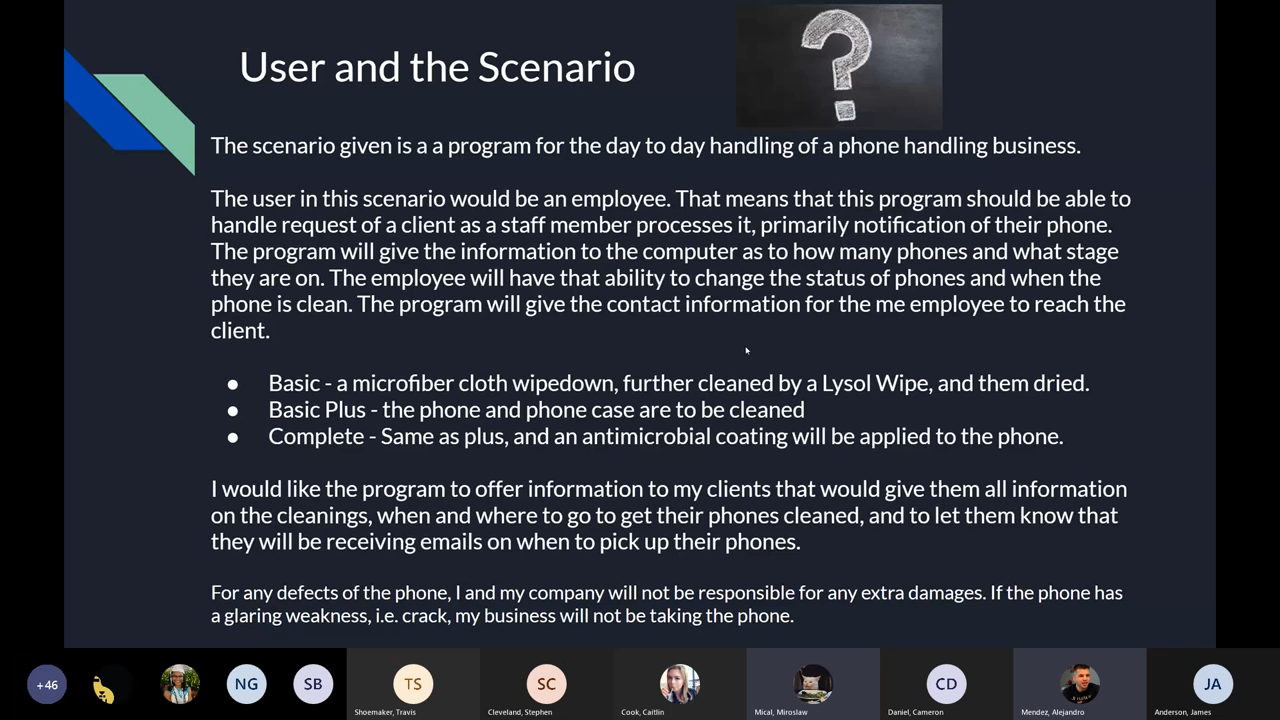 User and the Scenario
The scenario given is a a program for the day to day handling of a phone handling business.
The user in this scenario would be an employee. That means that this program should be able to
handle request of a client as a staff member processes it, primarily notification of their phone.
The program will give the information to the computer as to how many phones and what stage
they are on. The employee will have that ability to change the status of phones and when the
phone is clean. The program will give the contact information for the me employee to reach the
client.
● Basic - a microfiber cloth wipedown, further cleaned by a Lysol Wipe, and them dried.
● Basic Plus - the phone and phone case are to be cleaned
● Complete - Same as plus, and an antimicrobial coating will be applied to the phone.
I would like the program to offer information to my clients that would give them all information
on the cleanings, when and where to go to get their phones cleaned, and to let them know that
they will be receiving emails on when to pick up their phones.
For any defects of the phone, I and my company will not be responsible for any extra damages. If the phone has
a glaring weakness, i.e. crack, my business will not be taking the phone.
+46 NG SB TS SC CD JA
Shoemaker, Travis Cleveland, Stephen Cook, Caitlin Mical, Miroslaw Daniel, Cameron Mendez, Alejandro Anderson, James